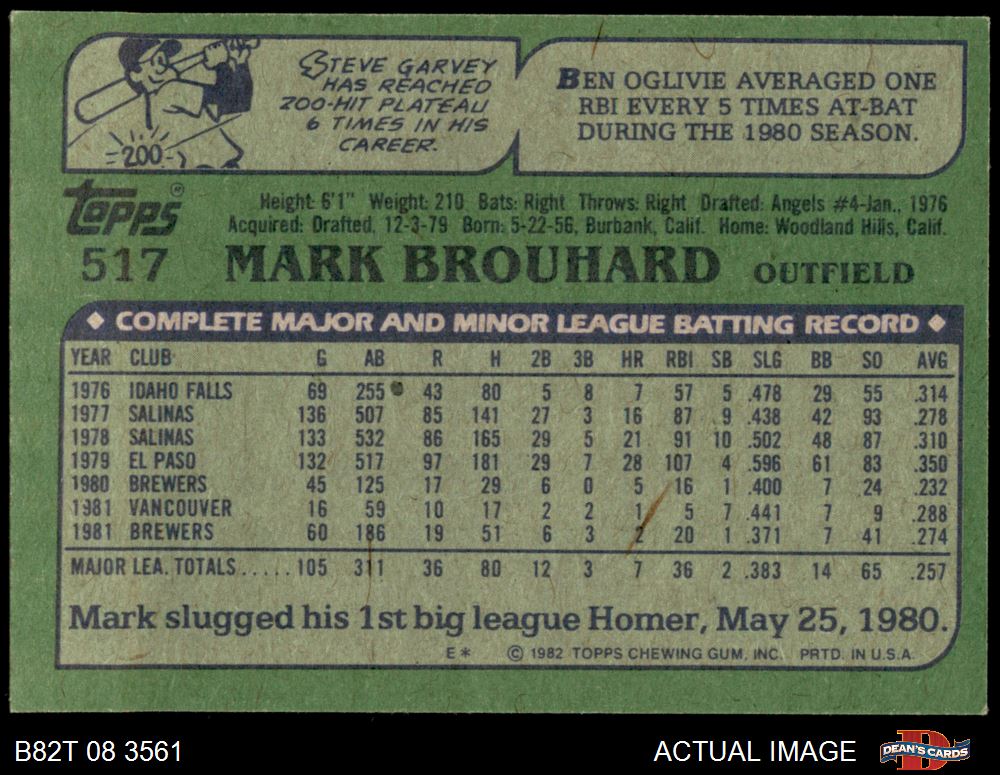 STEVE GARVEY
HAS REACHED
200-HIT PLATEAU
6 TIMES IN HIS
CAREER.
200
BEN OGLIVIE AVERAGED ONE
RBI EVERY 5 TIMES AT-BAT
DURING THE 1980 SEASON.
Topps®
Height: 6'1" Weight: 210 Bats: Right Throws: Right Drafted: Angels #4-Jan., 1976
Acquired: Drafted, 12-3-79 Born: 5-22-56, Burbank, Calif. Home: Woodland Hills, Calif.
517 MARK BROUHARD OUTFIELD
◆ COMPLETE MAJOR AND MINOR LEAGUE BATTING RECORD ◆
YEAR CLUB G AB R H 2B 3B HR RBI SB SLG BB SO AVG
1976 IDAHO FALLS 69 255 43 80 5 8 7 57 5 .478 29 55 .314
1977 SALINAS 136 507 85 141 27 3 16 87 9 .438 42 93 .278
1978 SALINAS 133 532 86 165 29 5 21 91 10 .502 48 87 .310
1979 EL PASO 132 517 97 181 29 7 28 107 4 .596 61 83 .350
1980 BREWERS 45 125 17 29 6 0 5 16 1 .400 7 24 .232
1981 VANCOUVER 16 59 10 17 2 2 1 5 7 .441 7 9 .288
1981 BREWERS 60 186 19 51 6 3 2 20 1 .371 7 41 .274
MAJOR LEA. TOTALS.....105 311 36 80 12 3 7 36 2 .383 14 65 .257
Mark slugged his 1st big league Homer, May 25, 1980.
E* © 1982 TOPPS CHEWING GUM, INC. PRTD. IN U.S.A.
B82T 08 3561 ACTUAL IMAGE DEAN'S CARDS